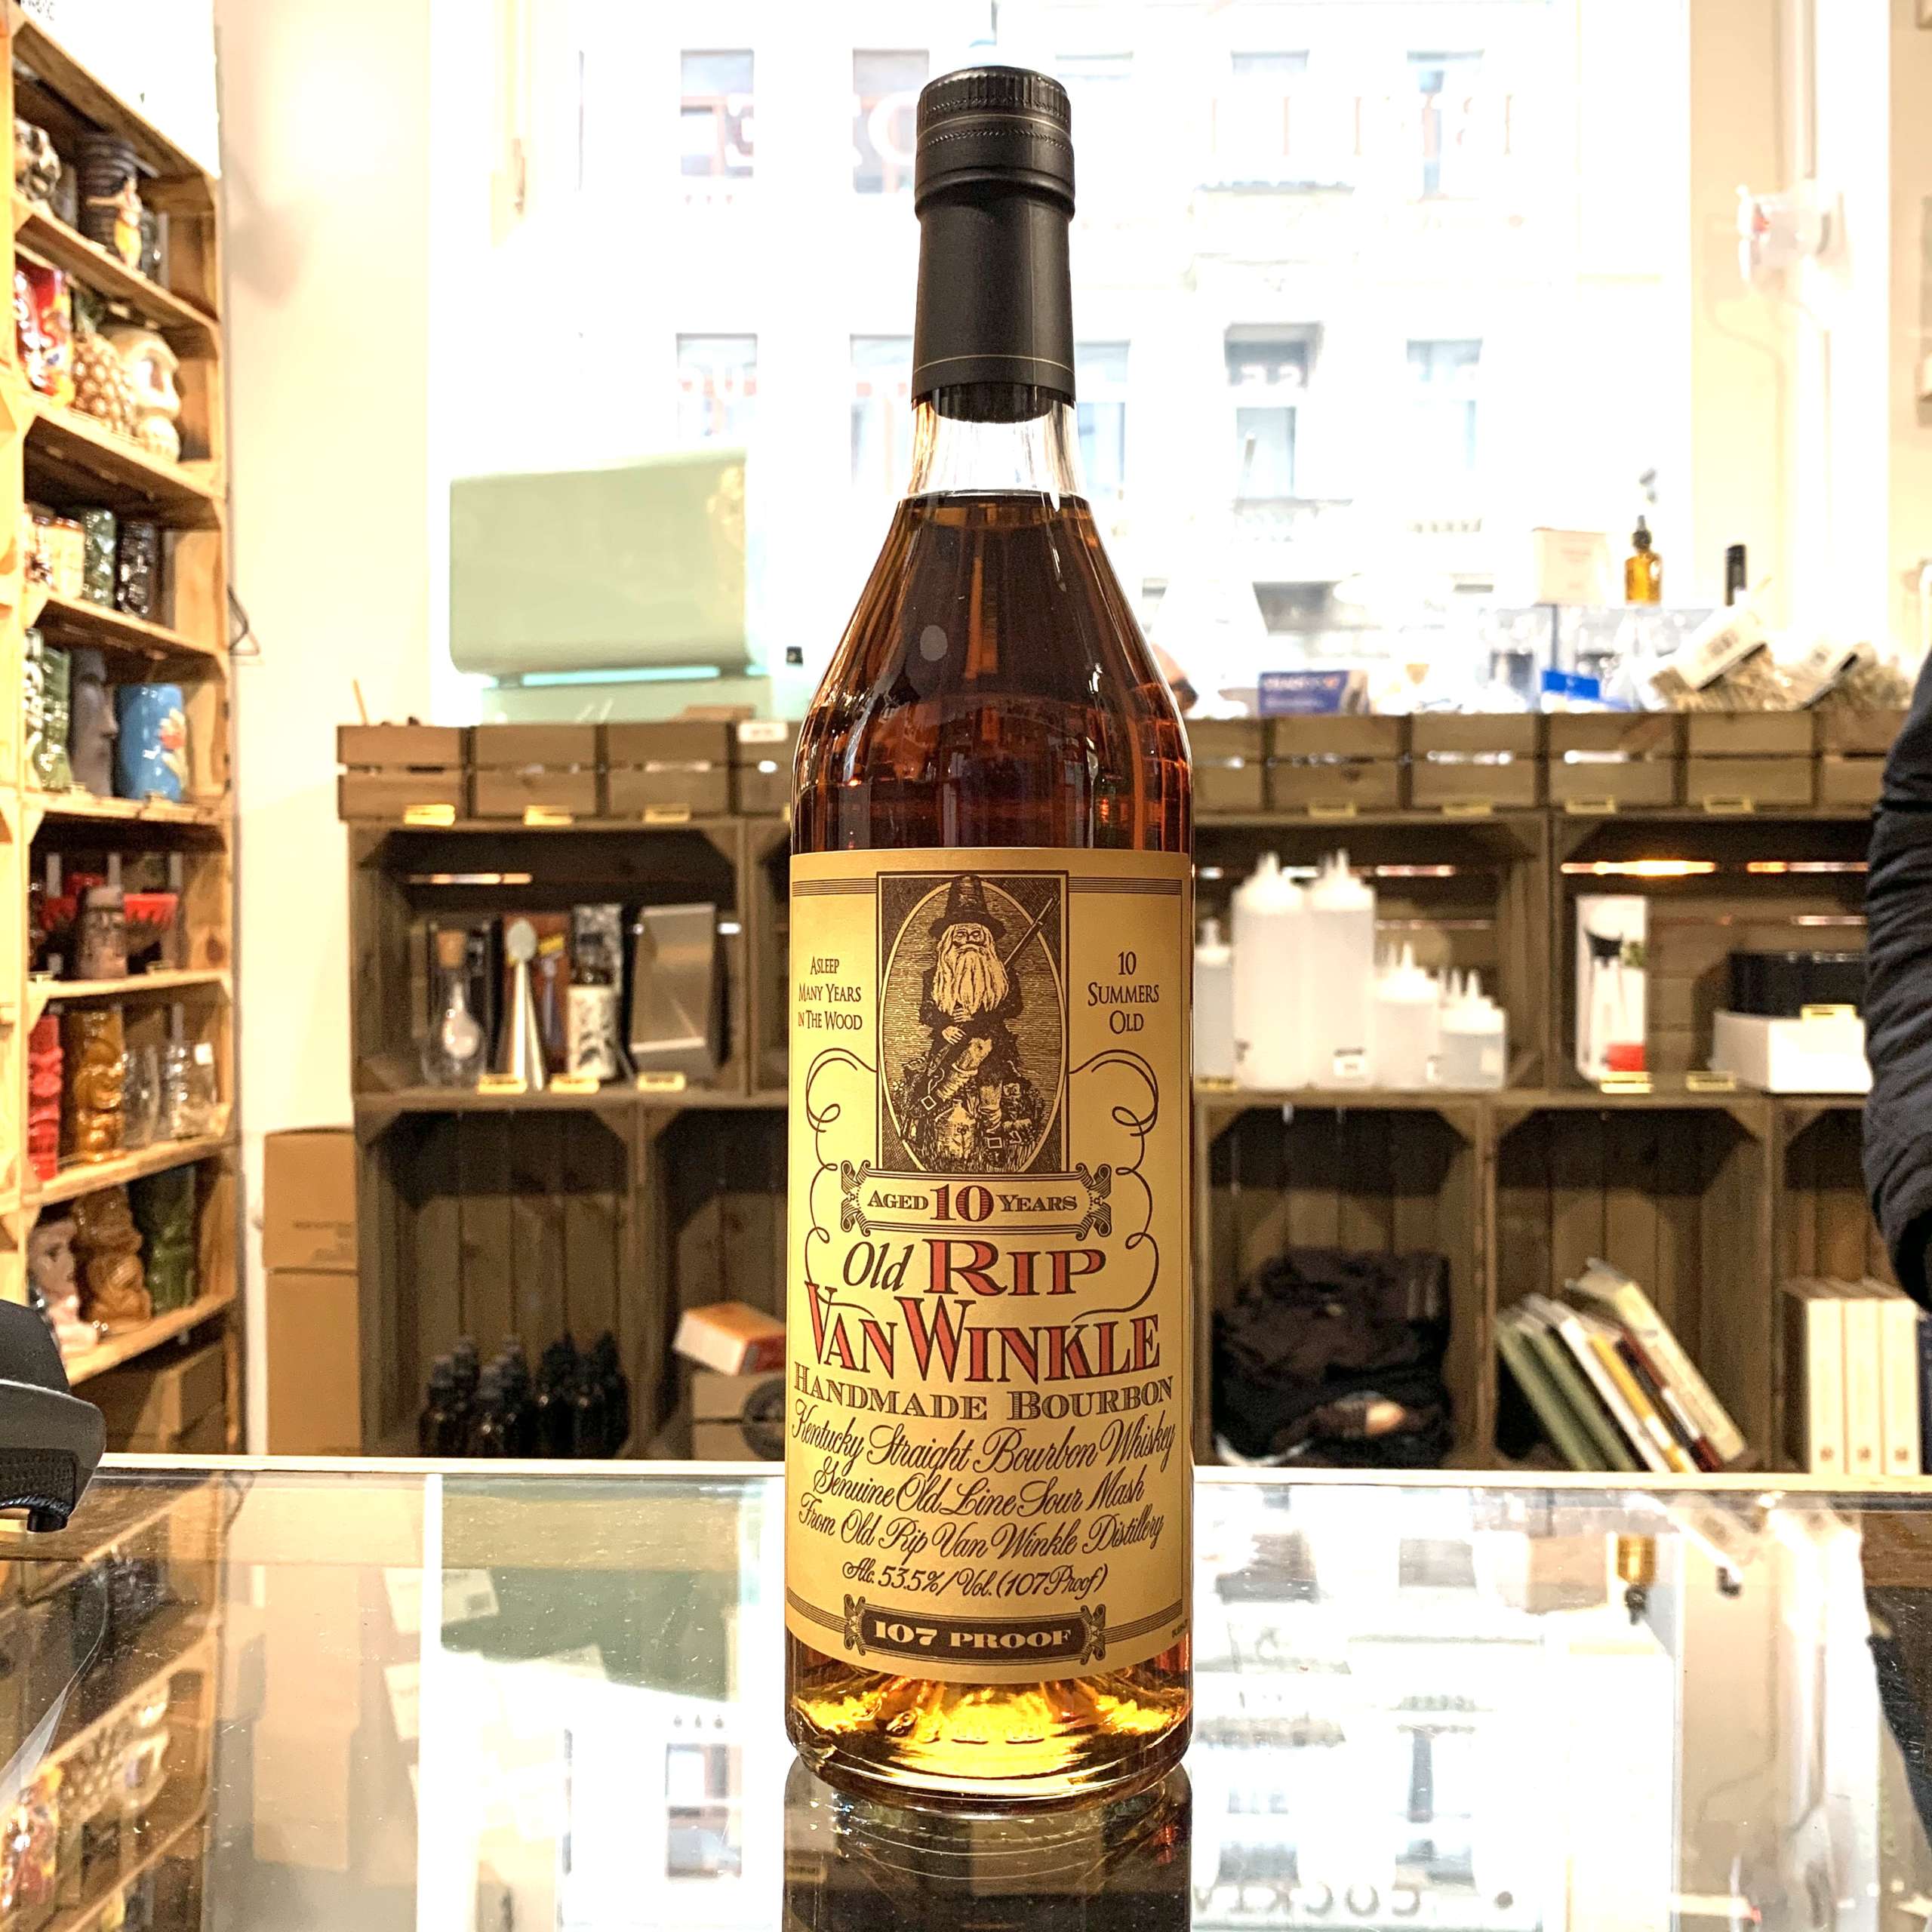 ASLEEP
MANY YEARS
IN THE WOOD
10
SUMMERS
OLD
AGED 10 YEARS
Old RIP
VAN WINKLE
HANDMADE BOURBON
Kentucky Straight Bourbon Whiskey
Genuine Old Line Sour Mash
From Old Rip Van Winkle Distillery
Alc. 53.5%/Vol. (107 Proof)
107 PROOF